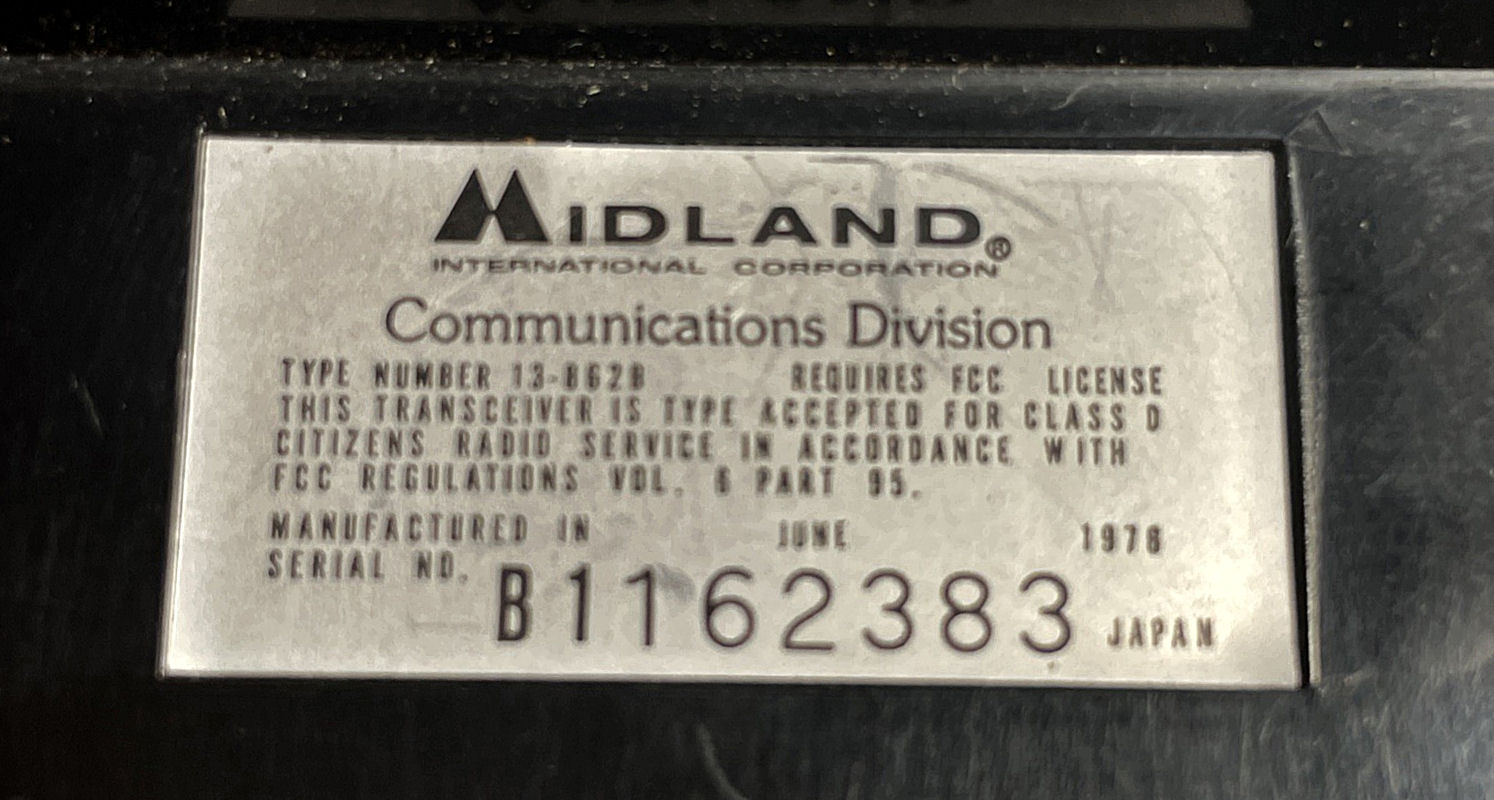 MIDLAND®
INTERNATIONAL CORPORATION
Communications Division
TYPE NUMBER 13-862B REQUIRES FCC LICENSE
THIS TRANSCEIVER IS TYPE ACCEPTED FOR CLASS D
CITIZENS RADIO SERVICE IN ACCORDANCE WITH
FCC REGULATIONS VOL. 6 PART 95.
MANUFACTURED IN JUNE 1976
SERIAL NO. B1162383 JAPAN